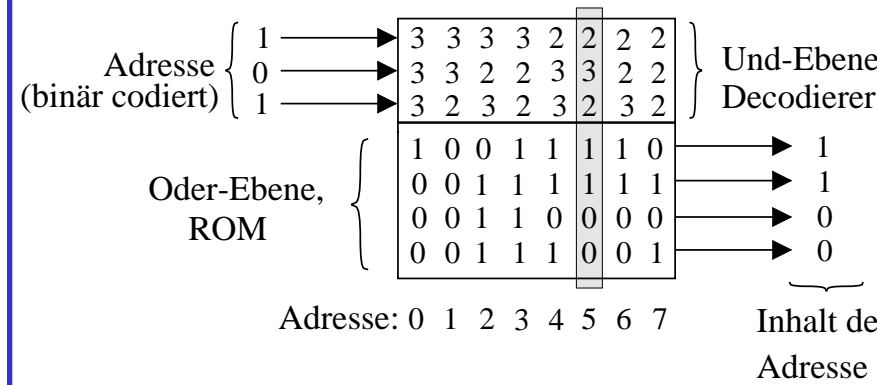 1 3 3 3 3 2 2 2 2
Adresse 0 3 3 2 2 3 3 2 2 Und-Ebene
(binär codiert) 1 3 2 3 2 3 2 3 2 Decodierer
1 0 0 1 1 1 1 0 1
Oder-Ebene, 0 0 1 1 1 1 1 1 1
ROM 0 0 1 1 0 0 0 0 0
0 0 1 1 1 0 0 1 0
Adresse: 0 1 2 3 4 5 6 7 Inhalt de
Adresse